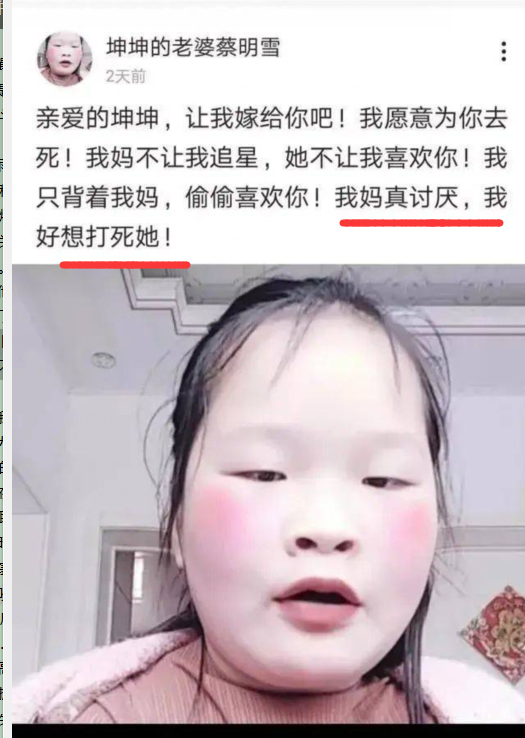 坤坤的老婆蔡明雪
2天前
亲爱的坤坤，让我嫁给你吧！我愿意为你去
死！我妈不让我追星，她不让我喜欢你！我
只背着我妈，偷偷喜欢你！我妈真讨厌，我
好想打死她！